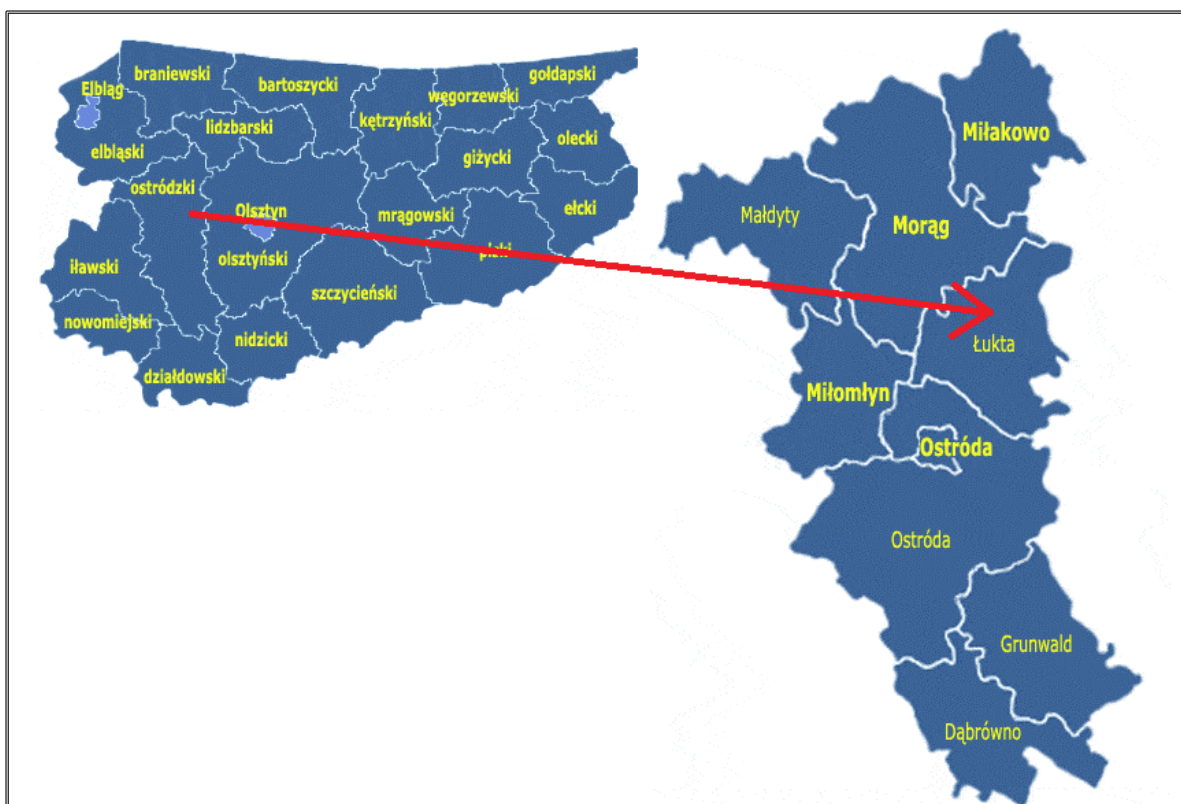 braniewski
bartoszycki
gołdapski
Elbląg
węgorzewski
kętrzyński
lidzbarski
olecki
elbląski
giżycki
ostródzki
Olsztyn
mrągowski
ełcki
piski
olsztyński
iławski
szczycieński
nowomiejski
nidzicki
działdowski
Miłakowo
Małdyty
Morąg
Łukta
Miłomłyn
Ostróda
Ostróda
Grunwald
Dąbrówno